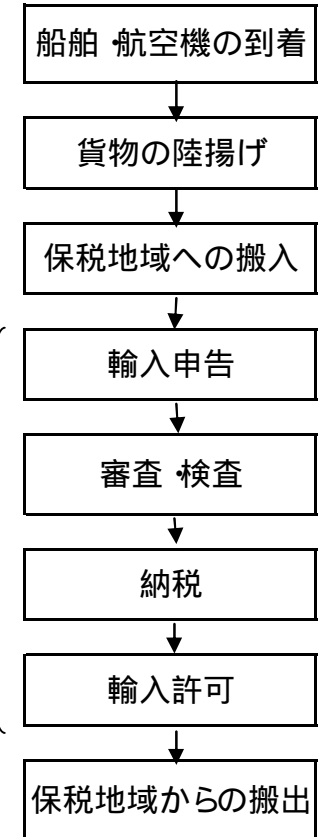 船舶・航空機の到着
貨物の陸揚げ
保税地域への搬入
輸入申告
審査・検査
納税
輸入許可
保税地域からの搬出